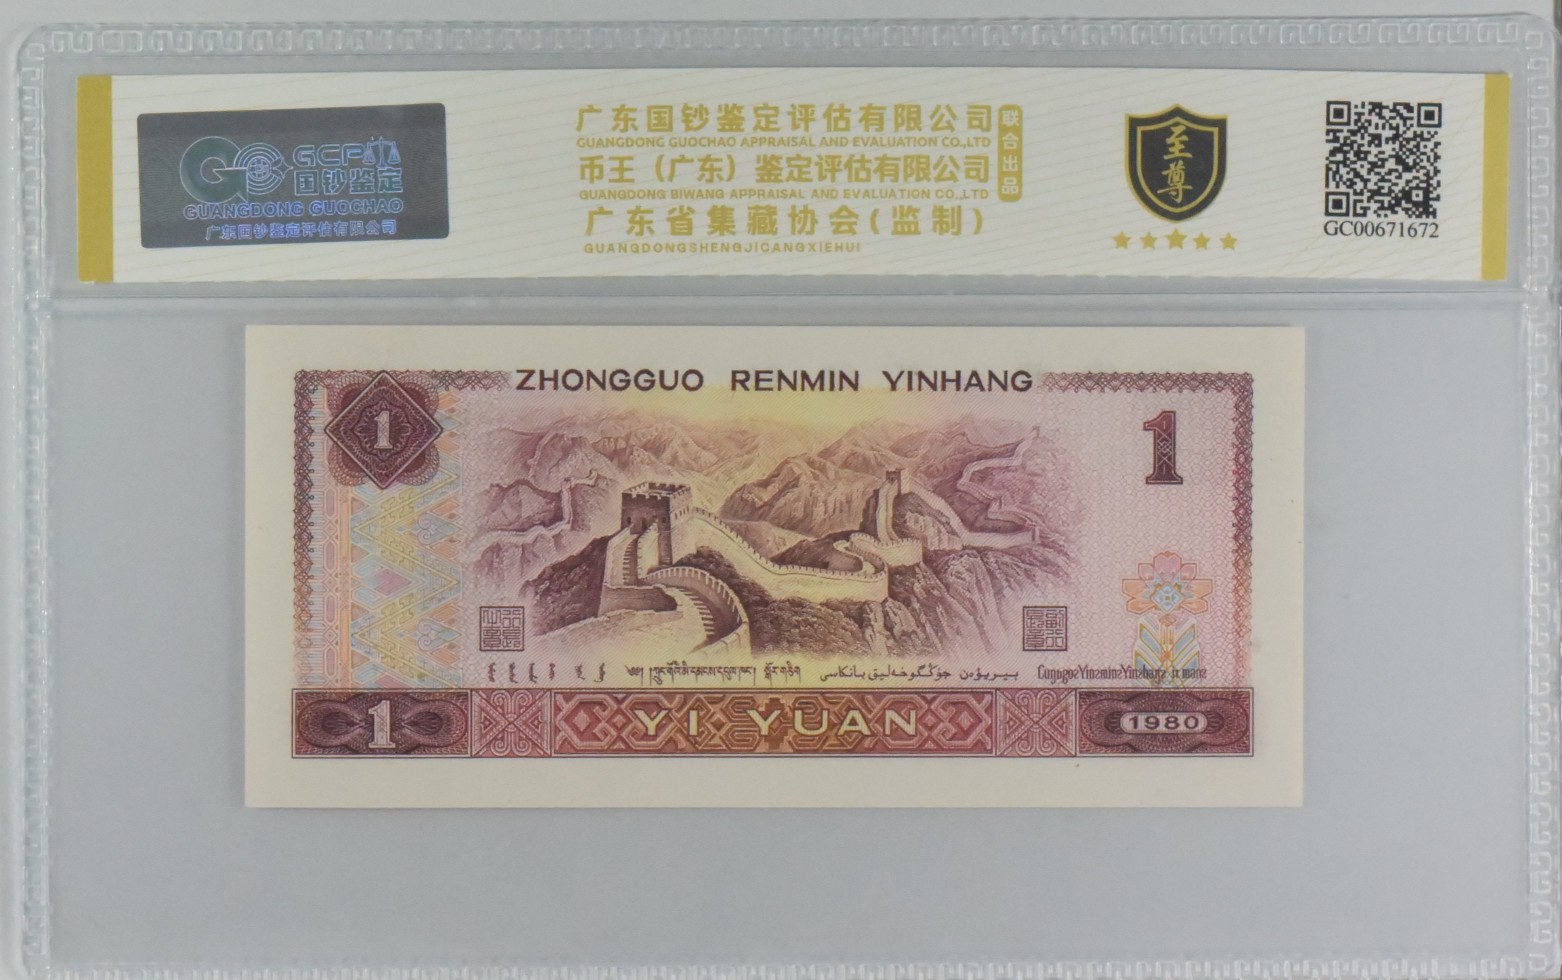 GCP
国钞鉴定
GUANGDONG GUOCHAO
广东国钞鉴定评估有限公司
广东国钞鉴定评估有限公司
GUANGDONG GUOCHAO APPRAISAL AND EVALUATION CO.,LTD
币王（广东）鉴定评估有限公司
GUANGDONG BIWANG APPRAISAL AND EVALUATION CO.,LTD
广东省集藏协会(监制)
GUANGDONGSHENGJICANGXIEHUI
联合出品
至尊
GC00671672
ZHONGGUO RENMIN YINHANG
1
1
1
YI YUAN
1980